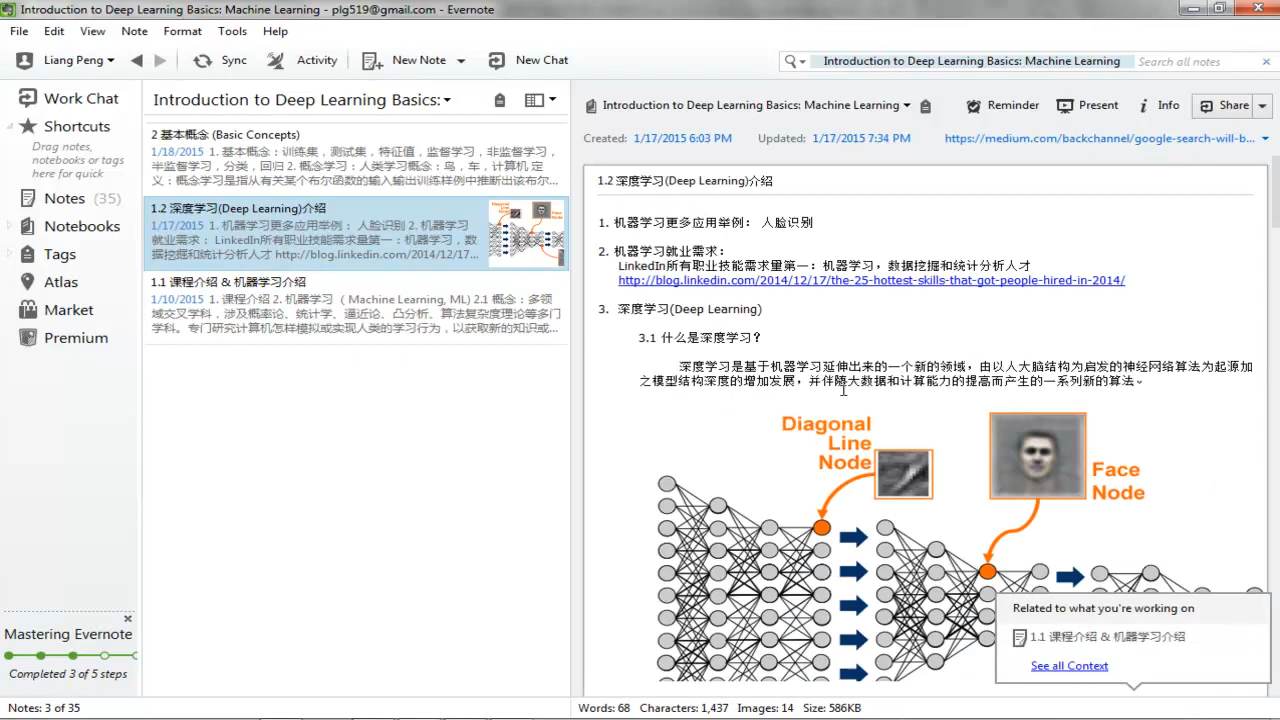 Introduction to Deep Learning Basics: Machine Learning - plg519@gmail.com - Evernote
File Edit View Note Format Tools Help
Liang Peng Sync Activity New Note New Chat
Introduction to Deep Learning Basics: Machine Learning Search all notes
Work Chat
Shortcuts
Drag notes,
notebooks or tags
here for quick
Notes (35)
Notebooks
Tags
Atlas
Market
Premium
Mastering Evernote
Completed 3 of 5 steps
Introduction to Deep Learning Basics:
2 基本概念 (Basic Concepts)
1/18/2015 1. 基本概念：训练集，测试集，特征值，监督学习，非监督学习，
半监督学习，分类，回归 2. 概念学习：人类学习概念：鸟，车，计算机 定
义：概念学习是指从有关某个布尔函数的输入输出训练样例中推断出该布尔...
1.2 深度学习(Deep Learning)介绍
1/17/2015 1. 机器学习更多应用举例： 人脸识别 2. 机器学习
就业需求： LinkedIn所有职业技能需求量第一：机器学习，数
据挖掘和统计分析人才 http://blog.linkedin.com/2014/12/17...
1.1 课程介绍 & 机器学习介绍
1/10/2015 1. 课程介绍 2. 机器学习 （ Machine Learning, ML) 2.1 概念：多领
域交叉学科，涉及概率论、统计学、逼近论、凸分析、算法复杂度理论等多门
学科。专门研究计算机怎样模拟或实现人类的学习行为，以获取新的知识或...
Introduction to Deep Learning Basics: Machine Learning Reminder Present Info Share
Created: 1/17/2015 6:03 PM Updated: 1/17/2015 7:34 PM https://medium.com/backchannel/google-search-will-b...
1.2 深度学习(Deep Learning)介绍
1. 机器学习更多应用举例： 人脸识别
2. 机器学习就业需求：
LinkedIn所有职业技能需求量第一：机器学习，数据挖掘和统计分析人才
http://blog.linkedin.com/2014/12/17/the-25-hottest-skills-that-got-people-hired-in-2014/
3. 深度学习(Deep Learning)
3.1 什么是深度学习？
深度学习是基于机器学习延伸出来的一个新的领域，由以人大脑结构为启发的神经网络算法为起源加
之模型结构深度的增加发展，并伴随大数据和计算能力的提高而产生的一系列新的算法。
Diagonal
Line
Node
Face
Node
Related to what you're working on
1.1 课程介绍 & 机器学习介绍
See all Context
Notes: 3 of 35
Words: 68 Characters: 1,437 Images: 14 Size: 586KB